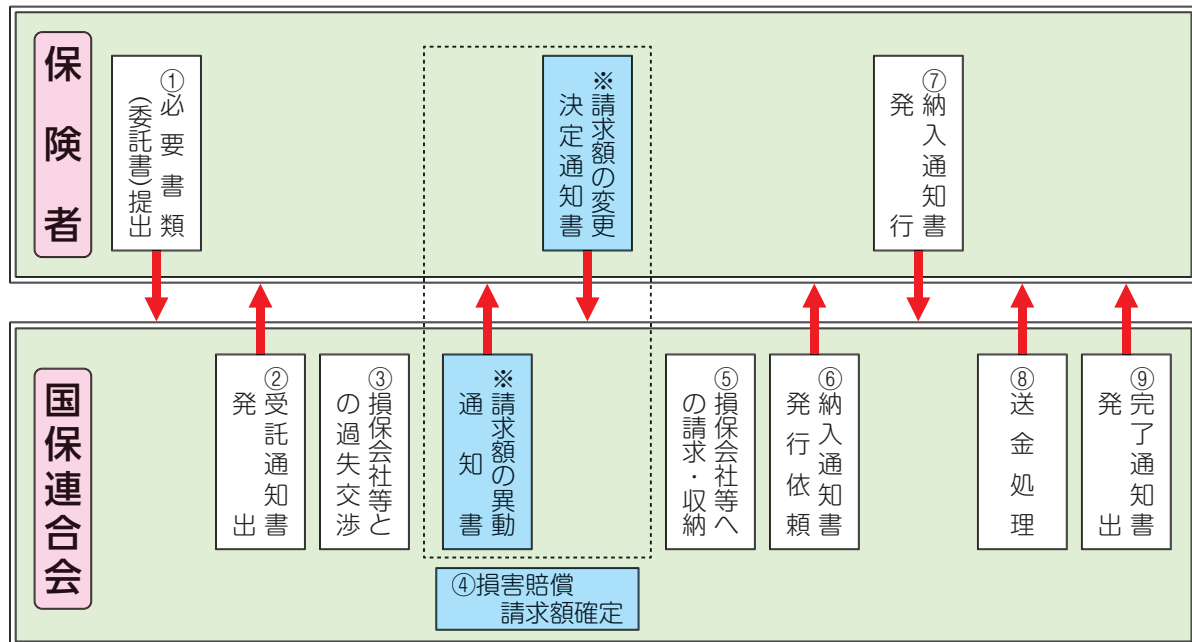 保険者
①必要書類
(委託書)提出
※請求額の変更
決定通知書
⑦納入通知書
発行
国保連合会
②受託通知書
発出
③損保会社等と
の過失交渉
※請求額の異動
通知書
④損害賠償
請求額確定
⑤損保会社等へ
の請求・収納
⑥納入通知書
発行依頼
⑧送金処理
⑨完了通知書
発出